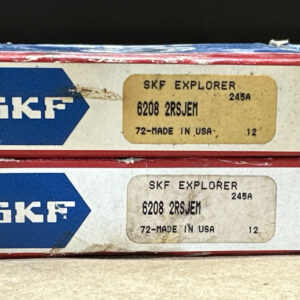 SKF
SKF EXPLORER
245A
6208 2RSJEM
72-MADE IN USA 12
SKF
SKF EXPLORER
245A
6208 2RSJEM
72-MADE IN USA 12